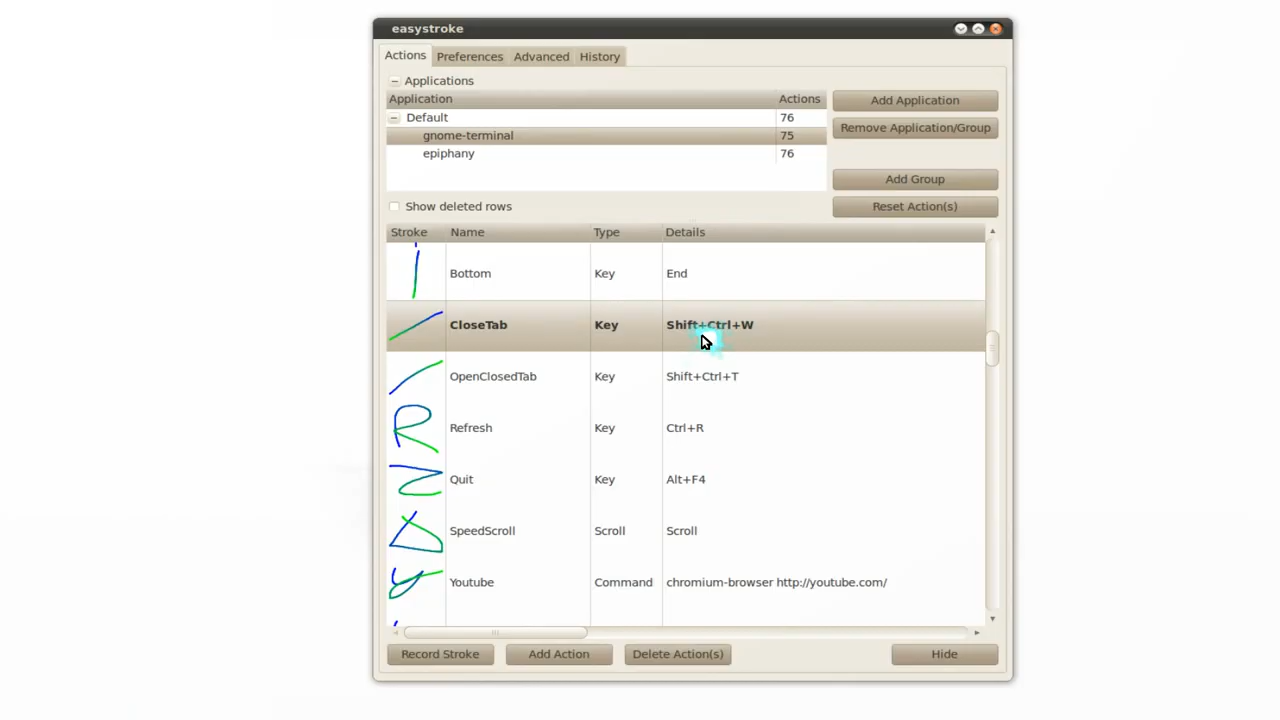 easystroke
Actions Preferences Advanced History
Applications
Application Actions
Default 76
gnome-terminal 75
epiphany 76
Add Application
Remove Application/Group
Add Group
Show deleted rows
Reset Action(s)
Stroke Name Type Details
Bottom Key End
CloseTab Key Shift+Ctrl+W
OpenClosedTab Key Shift+Ctrl+T
Refresh Key Ctrl+R
Quit Key Alt+F4
SpeedScroll Scroll Scroll
Youtube Command chromium-browser http://youtube.com/
Record Stroke Add Action Delete Action(s) Hide